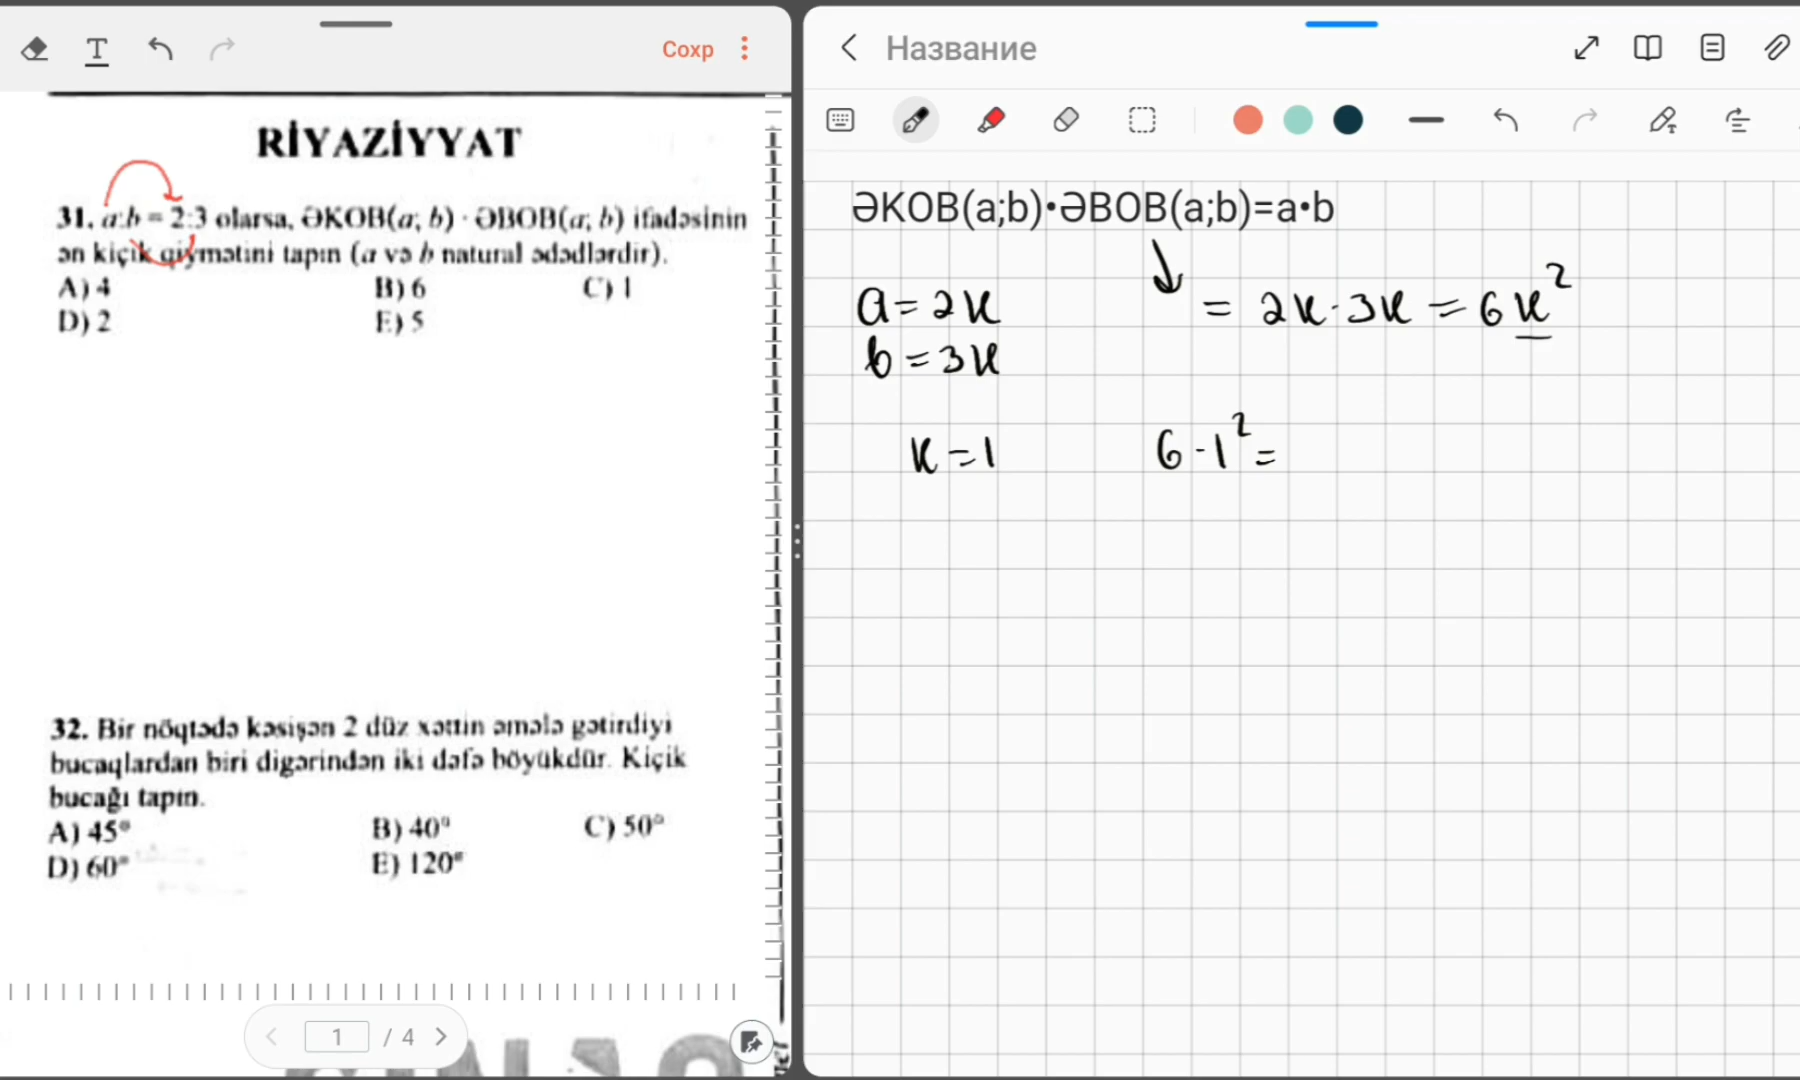 Сохр
RİYAZİYYAT
31. a:b = 2:3 olarsa, ƏKOB(a; b) · ƏBOB(a; b) ifadəsinin
ən kiçik qiymətini tapın (a və b natural ədədlərdir).
A) 4 B) 6 C) 1
D) 2 E) 5
32. Bir nöqtədə kəsişən 2 düz xəttin əmələ gətirdiyi
bucaqlardan biri digərindən iki dəfə böyükdür. Kiçik
bucağı tapın.
A) 45° B) 40° C) 50°
D) 60° E) 120°
1 / 4
Название
ƏKOB(a;b)•ƏBOB(a;b)=a•b
a=2k
= 2k·3k = 6k²
b=3k
k=1
6·1²=